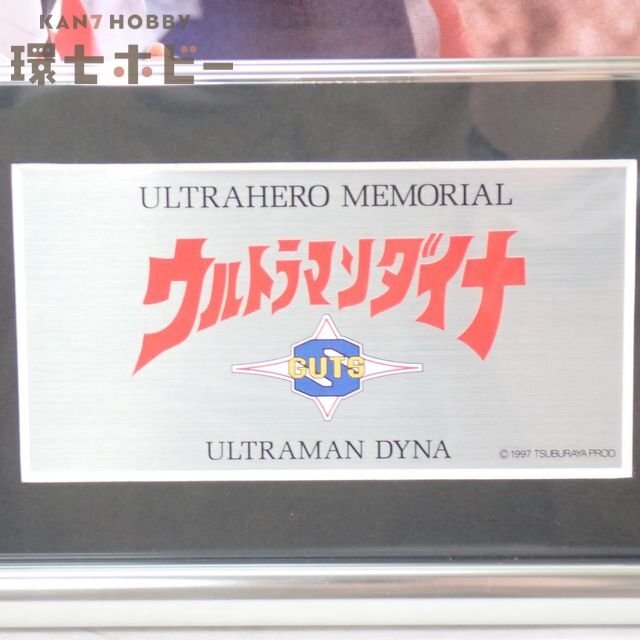 KAN7 HOBBY
環七ホビー
ULTRAHERO MEMORIAL
ウルトラマンダイナ
GUTS
ULTRAMAN DYNA
© 1997 TSUBURAYA PROD.